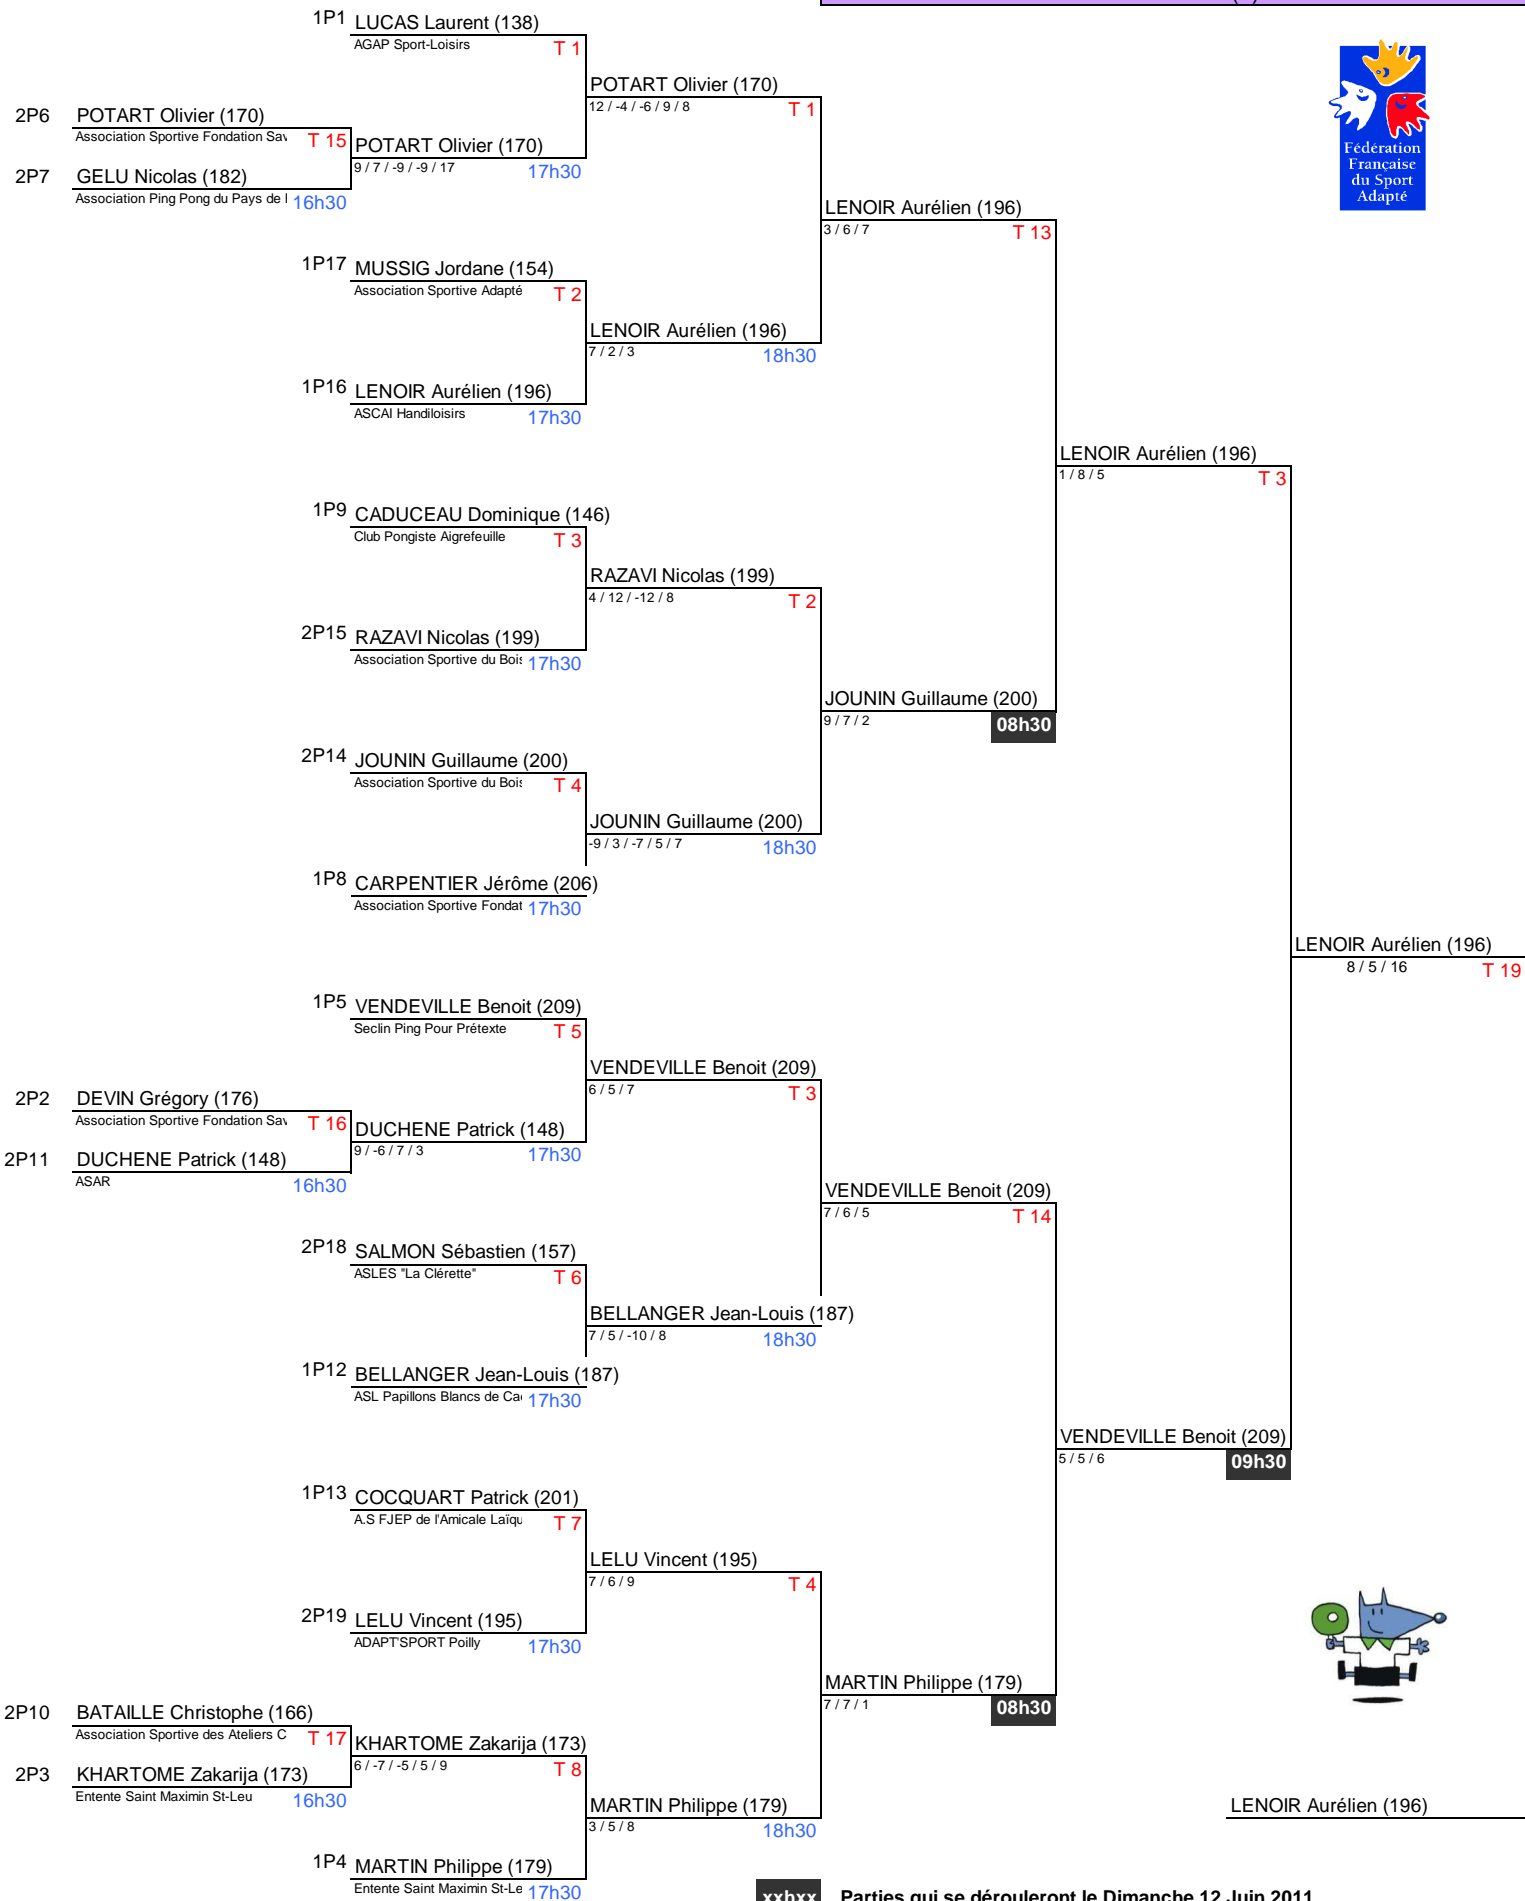 1P1 LUCAS Laurent (138)
AGAP Sport-Loisirs T 1
POTART Olivier (170)
12 / -4 / -6 / 9 / 8 T 1
2P6 POTART Olivier (170)
Association Sportive Fondation Sav T 15
POTART Olivier (170)
9 / 7 / -9 / -9 / 17 17h30
2P7 GELU Nicolas (182)
Association Ping Pong du Pays de l 16h30
Fédération
Française
du Sport
Adapté
LENOIR Aurélien (196)
3 / 6 / 7 T 13
1P17 MUSSIG Jordane (154)
Association Sportive Adapté T 2
LENOIR Aurélien (196)
7 / 2 / 3 18h30
1P16 LENOIR Aurélien (196)
ASCAI Handiloisirs 17h30
LENOIR Aurélien (196)
1 / 8 / 5 T 3
1P9 CADUCEAU Dominique (146)
Club Pongiste Aigrefeuille T 3
RAZAVI Nicolas (199)
4 / 12 / -12 / 8 T 2
2P15 RAZAVI Nicolas (199)
Association Sportive du Bois 17h30
JOUNIN Guillaume (200)
9 / 7 / 2 08h30
2P14 JOUNIN Guillaume (200)
Association Sportive du Bois T 4
JOUNIN Guillaume (200)
-9 / 3 / -7 / 5 / 7 18h30
1P8 CARPENTIER Jérôme (206)
Association Sportive Fondat 17h30
LENOIR Aurélien (196)
8 / 5 / 16 T 19
1P5 VENDEVILLE Benoit (209)
Seclin Ping Pour Prétexte T 5
VENDEVILLE Benoit (209)
6 / 5 / 7 T 3
2P2 DEVIN Grégory (176)
Association Sportive Fondation Sav T 16
DUCHENE Patrick (148)
9 / -6 / 7 / 3 17h30
2P11 DUCHENE Patrick (148)
ASAR 16h30
VENDEVILLE Benoit (209)
7 / 6 / 5 T 14
2P18 SALMON Sébastien (157)
ASLES "La Clérette" T 6
BELLANGER Jean-Louis (187)
7 / 5 / -10 / 8 18h30
1P12 BELLANGER Jean-Louis (187)
ASL Papillons Blancs de Cae 17h30
VENDEVILLE Benoit (209)
5 / 5 / 6 09h30
1P13 COCQUART Patrick (201)
A.S FJEP de l'Amicale Laïqu T 7
LELU Vincent (195)
7 / 6 / 9 T 4
2P19 LELU Vincent (195)
ADAPT'SPORT Poilly 17h30
MARTIN Philippe (179)
7 / 7 / 1 08h30
2P10 BATAILLE Christophe (166)
Association Sportive des Ateliers C T 17
KHARTOME Zakarija (173)
6 / -7 / -5 / 5 / 9 T 8
2P3 KHARTOME Zakarija (173)
Entente Saint Maximin St-Leu 16h30
MARTIN Philippe (179)
3 / 5 / 8 18h30
LENOIR Aurélien (196)
1P4 MARTIN Philippe (179)
Entente Saint Maximin St-Le 17h30
xxhxx Parties qui se dérouleront le Dimanche 12 Juin 2011